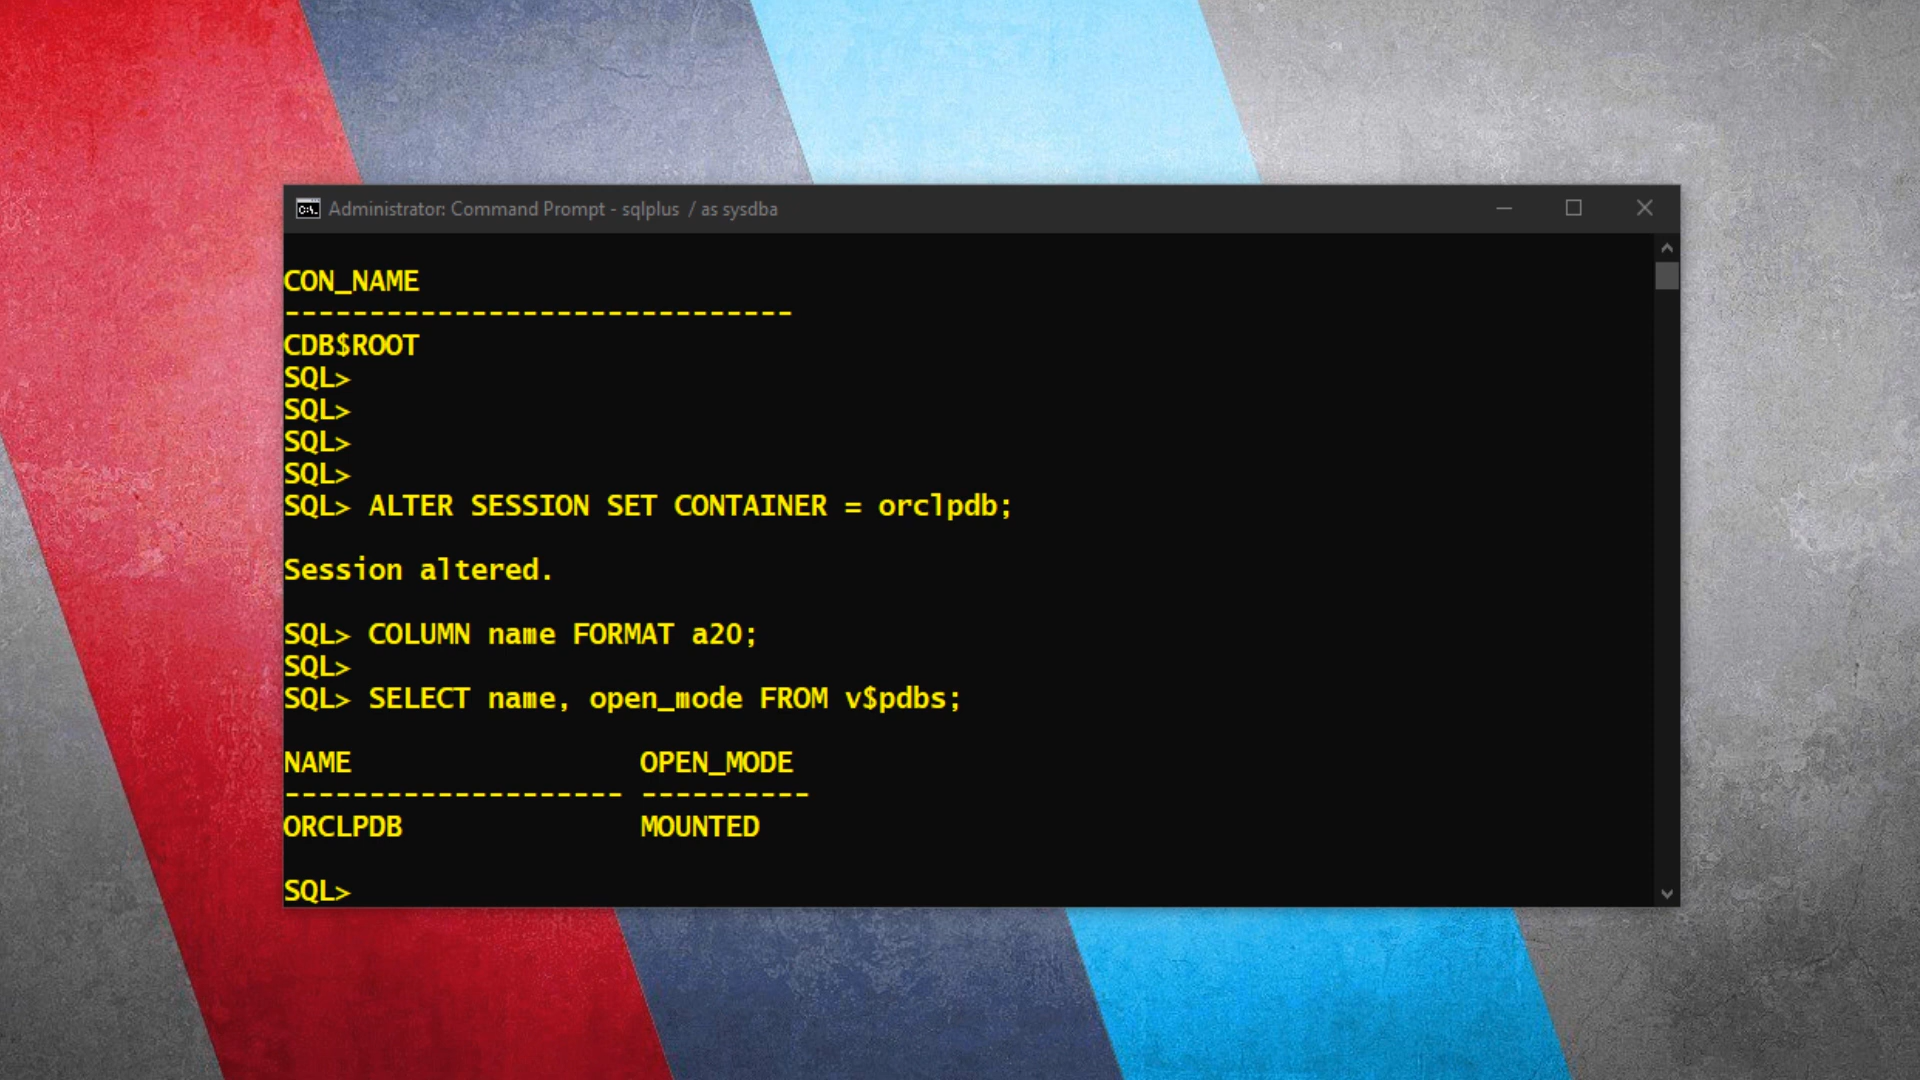 Administrator: Command Prompt - sqlplus / as sysdba
CON_NAME
------------------------------
CDB$ROOT
SQL>
SQL>
SQL>
SQL>
SQL> ALTER SESSION SET CONTAINER = orclpdb;
Session altered.
SQL> COLUMN name FORMAT a20;
SQL>
SQL> SELECT name, open_mode FROM v$pdbs;
NAME                 OPEN_MODE
-------------------- ----------
ORCLPDB              MOUNTED
SQL>